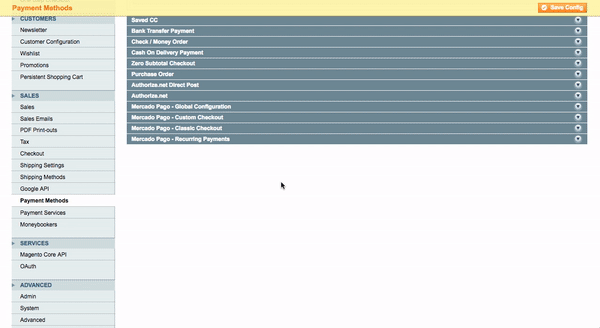 Payment Methods
Save Config
CUSTOMERS
Newsletter
Customer Configuration
Wishlist
Promotions
Persistent Shopping Cart
SALES
Sales
Sales Emails
PDF Print-outs
Tax
Checkout
Shipping Settings
Shipping Methods
Google API
Payment Methods
Payment Services
Moneybookers
SERVICES
Magento Core API
OAuth
ADVANCED
Admin
System
Advanced
Saved CC
Bank Transfer Payment
Check / Money Order
Cash On Delivery Payment
Zero Subtotal Checkout
Purchase Order
Authorize.net Direct Post
Authorize.net
Mercado Pago - Global Configuration
Mercado Pago - Custom Checkout
Mercado Pago - Classic Checkout
Mercado Pago - Recurring Payments